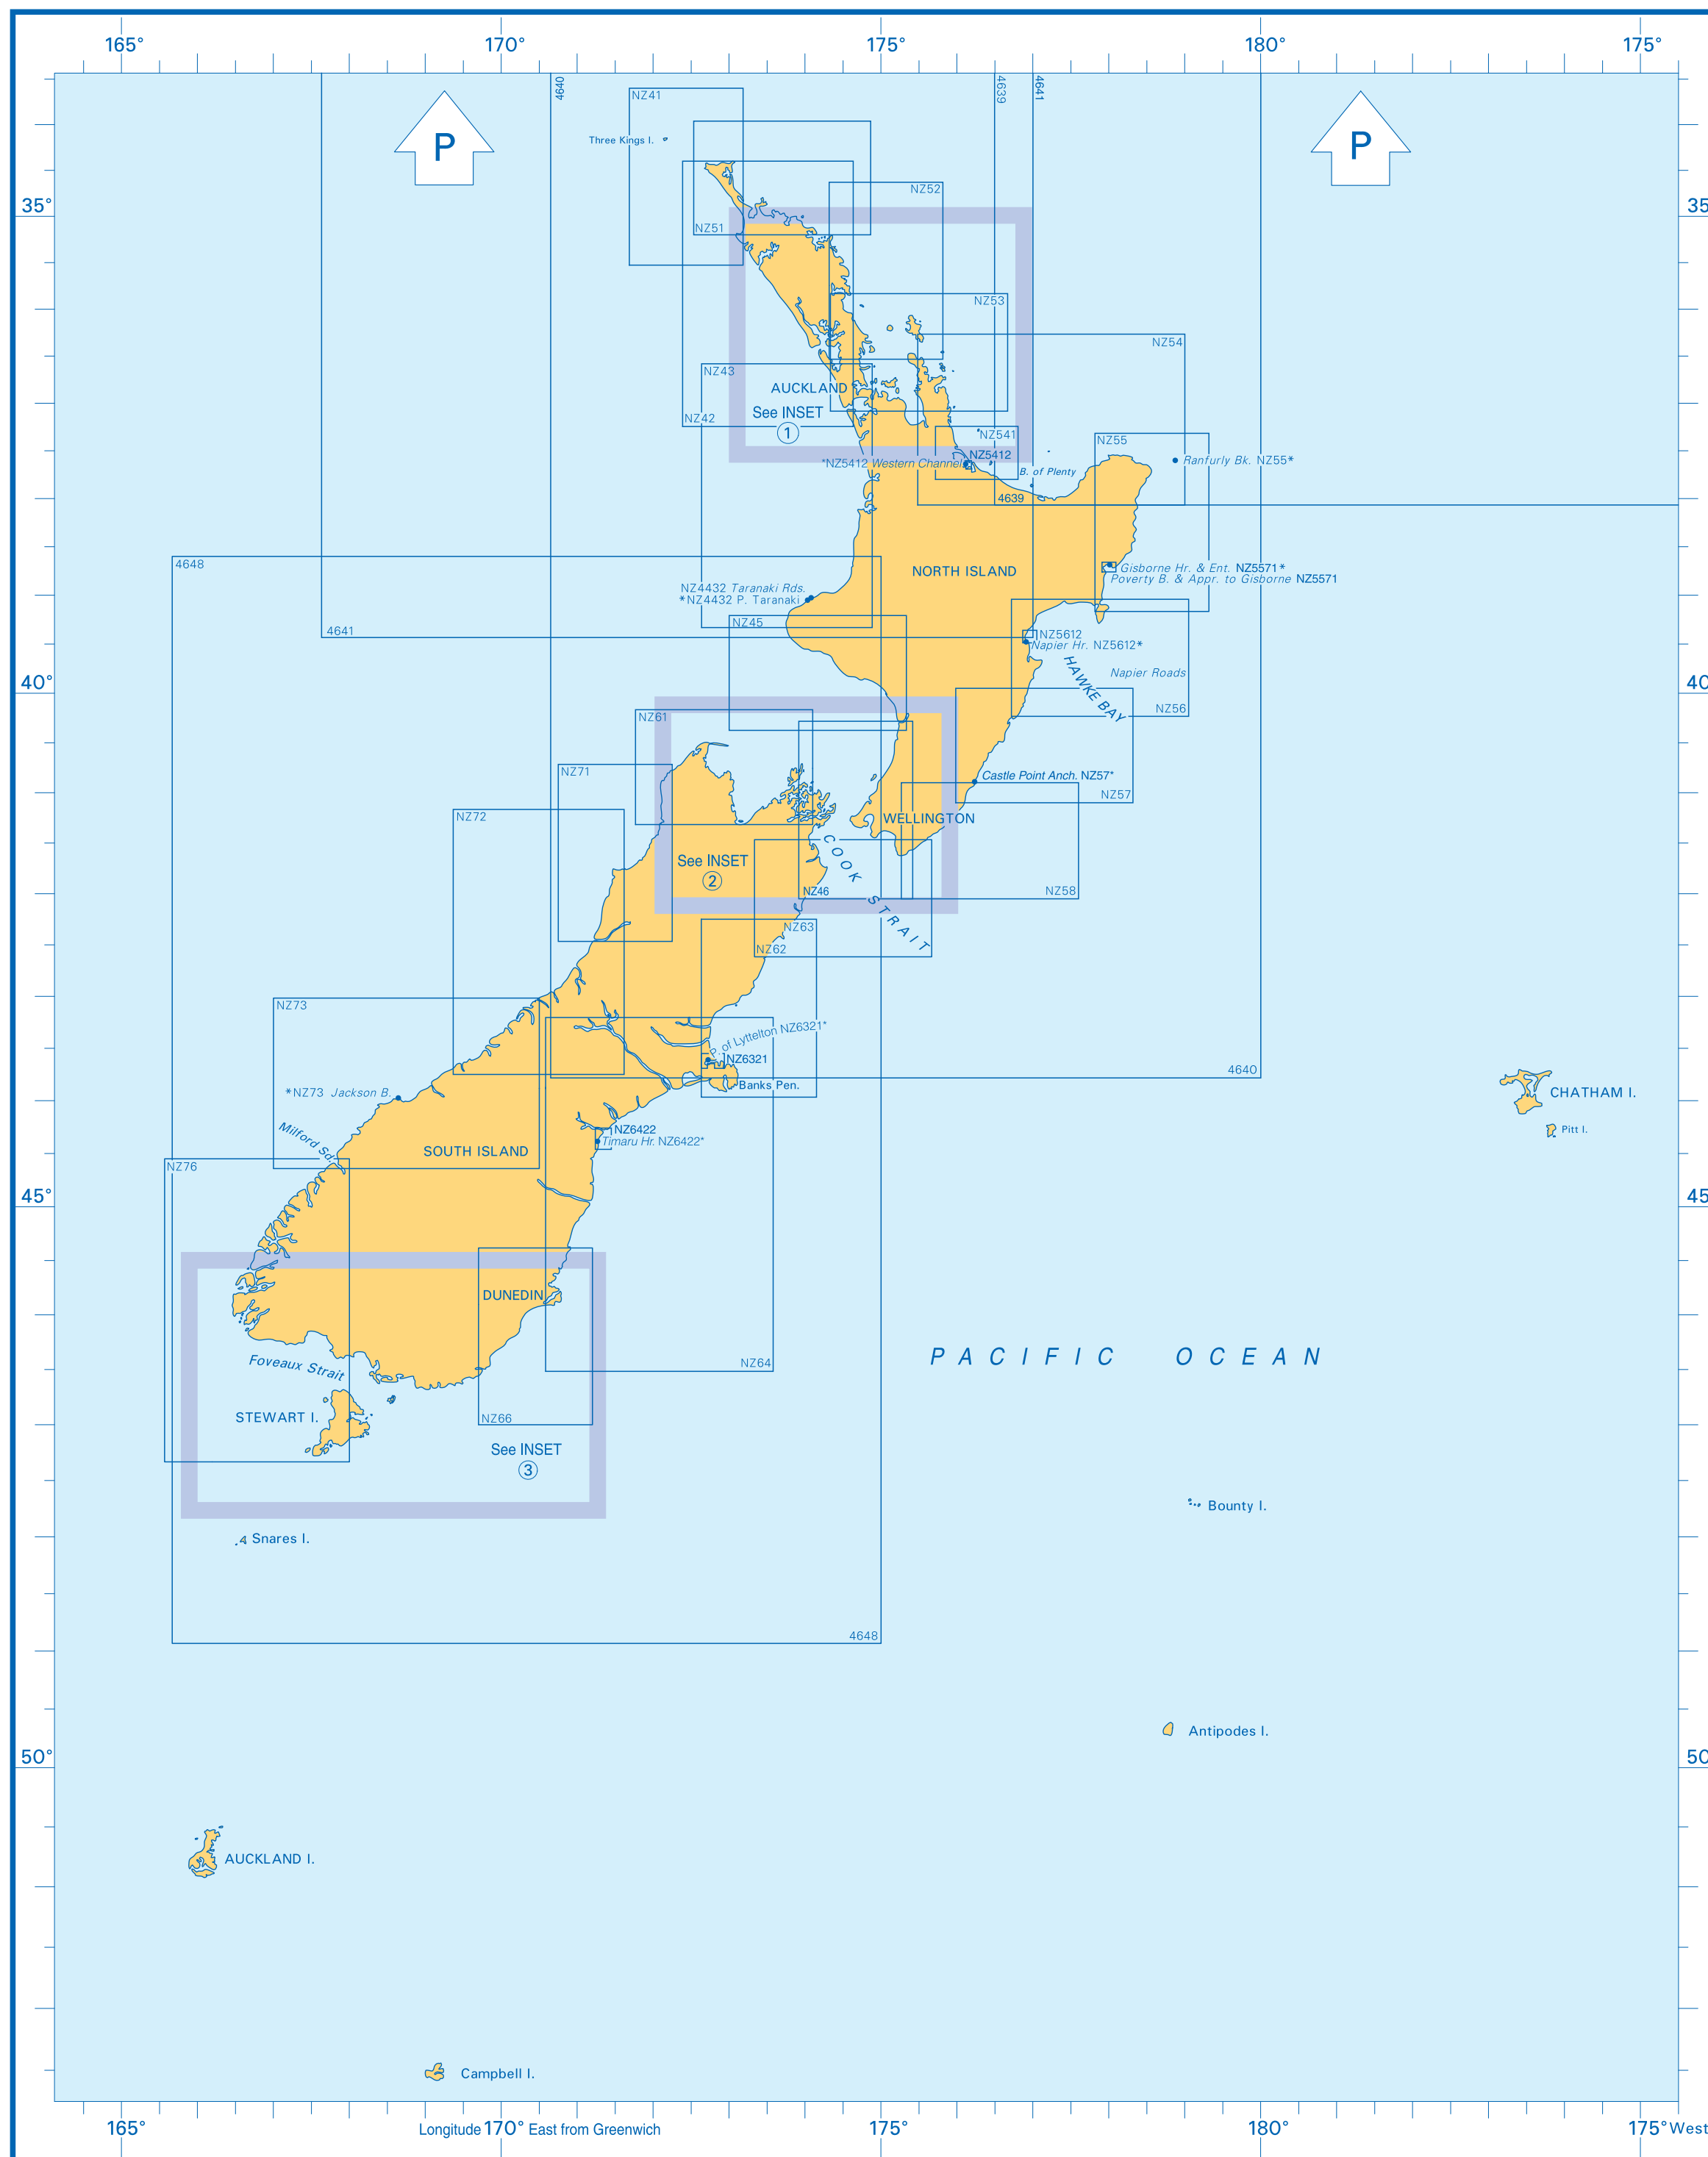 165° 170° 175° 180° 175°
4640
4639
4641
NZ41
P
P
Three Kings I.
NZ52
35°
35
NZ51
NZ53
NZ54
NZ43
AUCKLAND
See INSET
1
NZ42
NZ541
NZ55
NZ5412
*NZ5412 Western Channel
Ranfurly Bk. NZ55*
B. of Plenty
4639
4648
NORTH ISLAND
Gisborne Hr. & Ent. NZ5571*
Poverty B. & Appr. to Gisborne NZ5571
NZ4432 Taranaki Rds.
*NZ4432 P. Taranaki
NZ45
4641
NZ5612
Napier Hr. NZ5612*
Napier Roads
HAWKE BAY
40°
40
NZ56
NZ61
NZ71
Castle Point Anch. NZ57*
NZ57
NZ72
WELLINGTON
COOK STRAIT
See INSET
2
NZ46
NZ58
NZ63
NZ62
NZ73
P. of Lyttelton NZ6321*
NZ6321
4640
Banks Pen.
*NZ73 Jackson B.
CHATHAM I.
Pitt I.
Milford Sd.
NZ6422
Timaru Hr. NZ6422*
SOUTH ISLAND
NZ76
45°
45
DUNEDIN
PACIFIC OCEAN
Foveaux Strait
NZ64
STEWART I.
NZ66
See INSET
3
Bounty I.
Snares I.
4648
Antipodes I.
50°
50
AUCKLAND I.
Campbell I.
165° Longitude 170° East from Greenwich 175° 180° 175° West